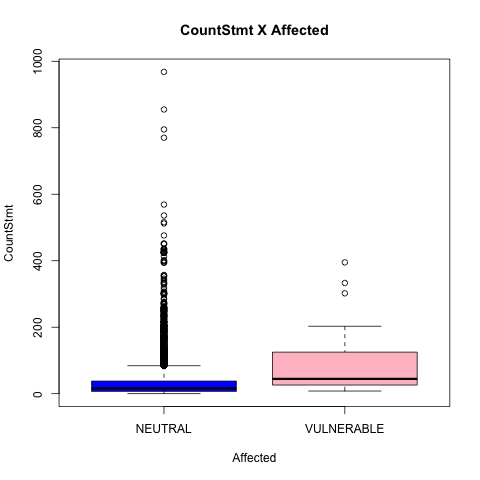 CountStmt X Affected
1000
800
600
400
200
0
CountStmt
NEUTRAL
VULNERABLE
Affected